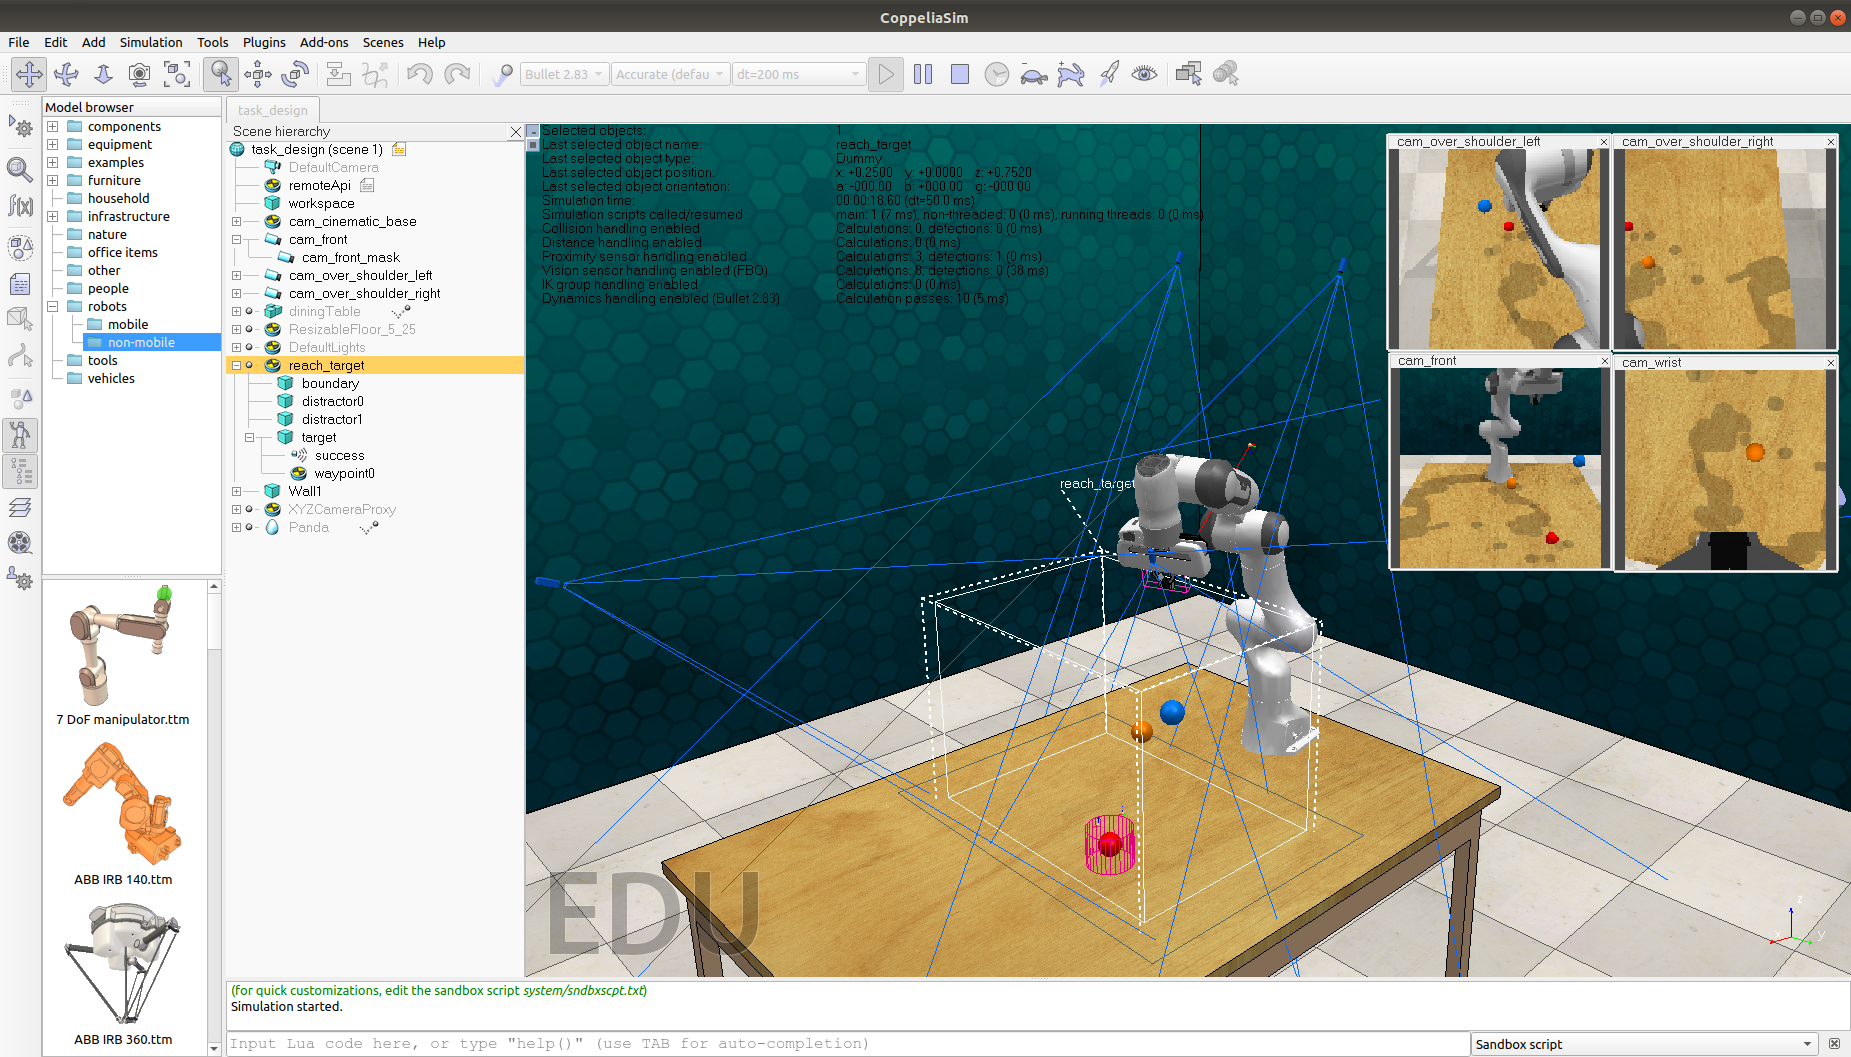 CoppeliaSim
File Edit Add Simulation Tools Plugins Add-ons Scenes Help
Bullet 2.83 Accurate (defau dt=200 ms
Model browser
components
equipment
examples
furniture
household
infrastructure
nature
office items
other
people
robots
mobile
non-mobile
tools
vehicles
7 DoF manipulator.ttm
ABB IRB 140.ttm
ABB IRB 360.ttm
task_design
Scene hierarchy
task_design (scene 1)
DefaultCamera
remoteApi
workspace
cam_cinematic_base
cam_front
cam_front_mask
cam_over_shoulder_left
cam_over_shoulder_right
diningTable
ResizableFloor_5_25
DefaultLights
reach_target
boundary
distractor0
distractor1
target
success
waypoint0
Wall1
XYZCameraProxy
Panda
Selected objects: 1
Last selected object name: reach_target
Last selected object type: Dummy
Last selected object position: x: +0.2500 y: +0.0000 z: +0.7520
Last selected object orientation: a: -000.00 b: +000.00 g: -000.00
Simulation time: 00:00:18.60 (dt=50.0 ms)
Simulation scripts called/resumed main: 1 (7 ms), non-threaded: 0 (0 ms), running threads: 0 (0 ms)
Collision handling enabled Calculations: 0, detections: 0 (0 ms)
Distance handling enabled Calculations: 0 (0 ms)
Proximity sensor handling enabled Calculations: 3, detections: 1 (0 ms)
Vision sensor handling enabled (FBO) Calculations: 8, detections: 0 (38 ms)
IK group handling enabled Calculations: 0 (0 ms)
Dynamics handling enabled (Bullet 2.83) Calculation passes: 10 (5 ms)
cam_over_shoulder_left
cam_over_shoulder_right
cam_front
cam_wrist
reach_target
EDU
z
x
y
(for quick customizations, edit the sandbox script system/sndbxscpt.txt)
Simulation started.
Input Lua code here, or type "help()" (use TAB for auto-completion)
Sandbox script